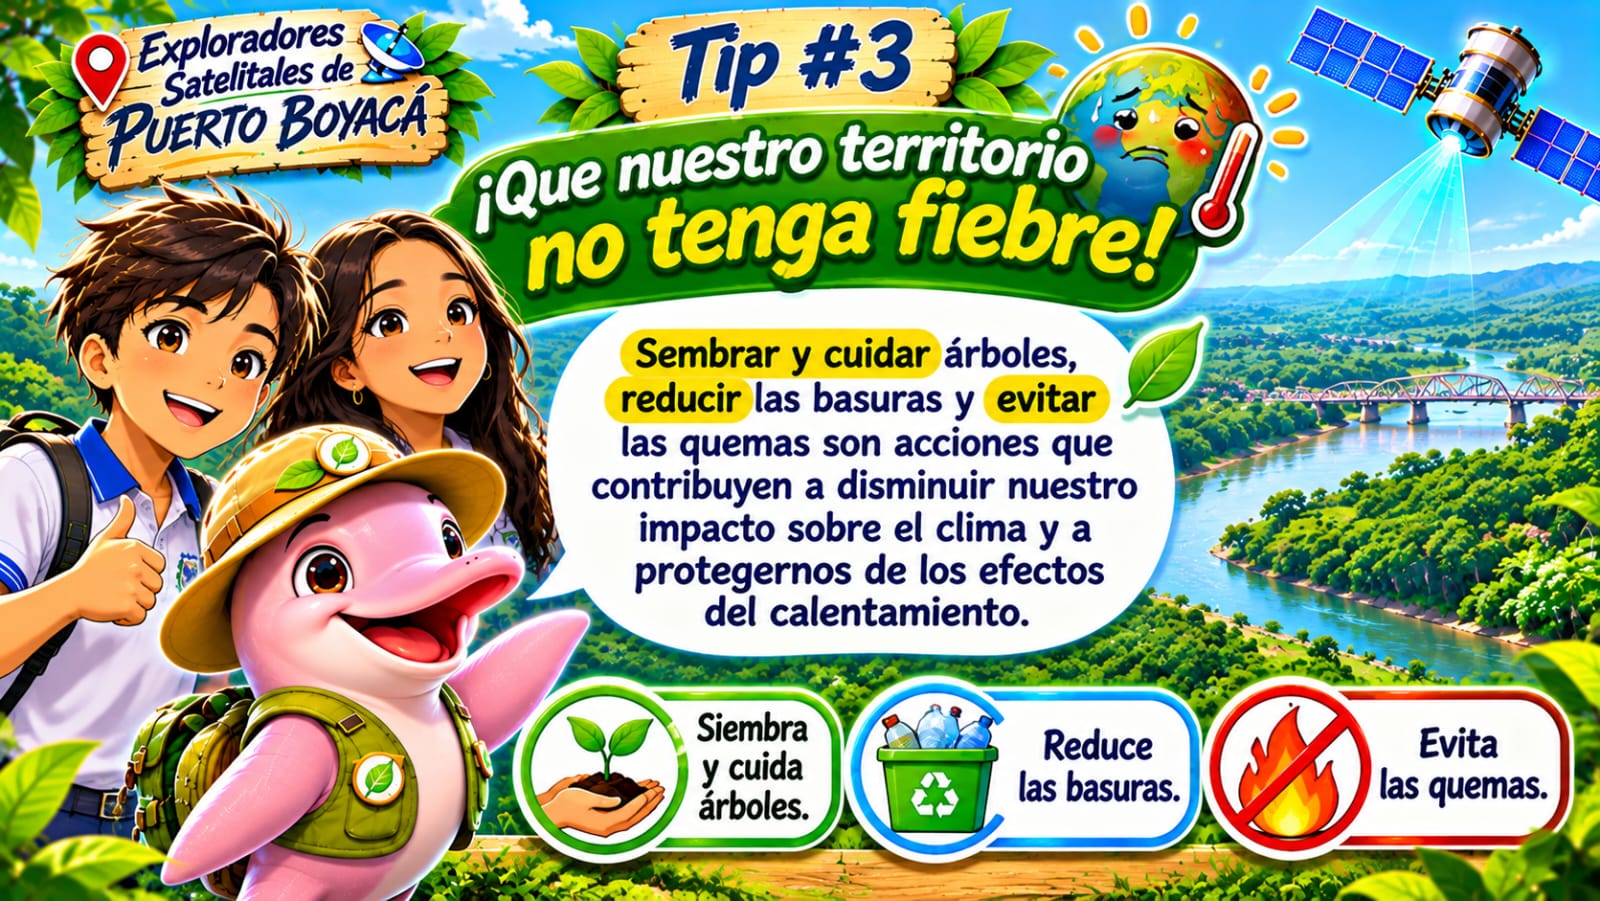 Exploradores
Satelitales de
PUERTO BOYACÁ
Tip #3
¡Que nuestro territorio
no tenga fiebre!
Sembrar y cuidar árboles,
reducir las basuras y evitar
las quemas son acciones que
contribuyen a disminuir nuestro
impacto sobre el clima y a
protegernos de los efectos
del calentamiento.
Siembra
y cuida
árboles.
Reduce
las basuras.
Evita
las quemas.